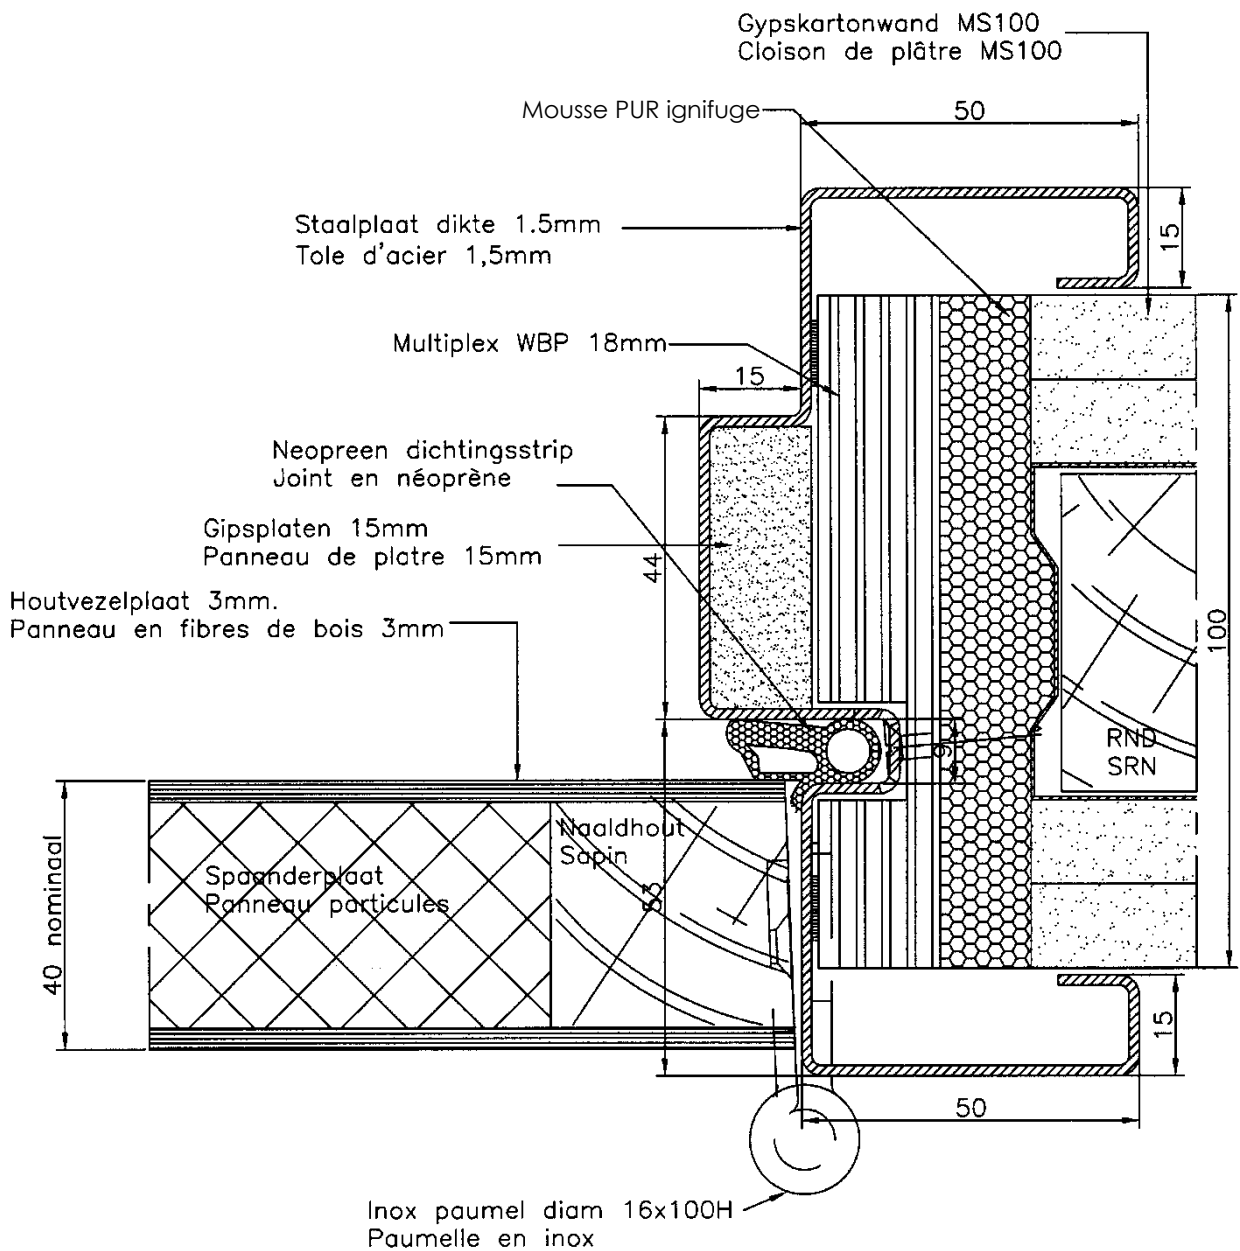 Gypskartonwand MS100
Cloison de plâtre MS100
Mousse PUR ignifuge
50
Staalplaat dikte 1.5mm
Tole d'acier 1,5mm
15
Multiplex WBP 18mm
15
Neopreen dichtingsstrip
Joint en néoprène
Gipsplaten 15mm
Panneau de platre 15mm
44
100
Houtvezelplaat 3mm.
Panneau en fibres de bois 3mm
RND
SRN
9
Naaldhout
Sapin
Spaanderplaat
Panneau particules
53
40 nominaal
15
50
Inox paumel diam 16x100H
Paumelle en inox